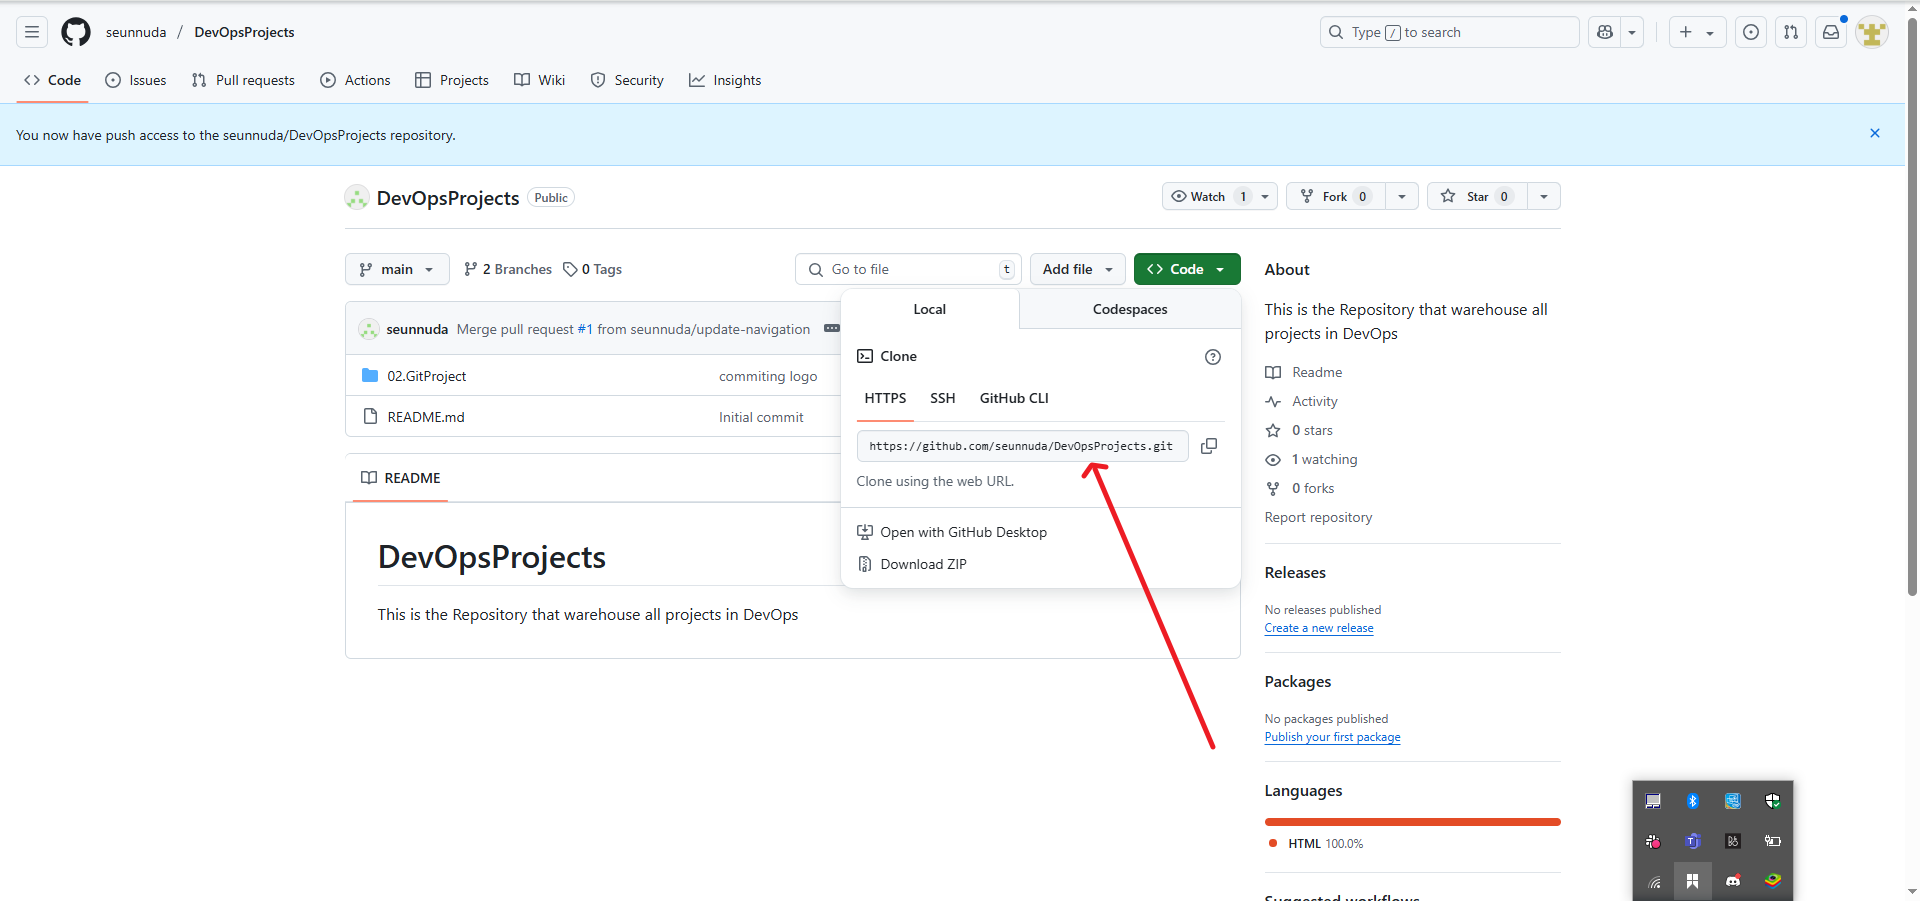 seunnuda / DevOpsProjects
Type / to search
Code
Issues
Pull requests
Actions
Projects
Wiki
Security
Insights
You now have push access to the seunnuda/DevOpsProjects repository.
DevOpsProjects Public
Watch 1
Fork 0
Star 0
main
2 Branches
0 Tags
Go to file t
Add file
Code
seunnuda Merge pull request #1 from seunnuda/update-navigation
02.GitProject commiting logo
README.md Initial commit
README
DevOpsProjects
This is the Repository that warehouse all projects in DevOps
Local
Codespaces
Clone
HTTPS SSH GitHub CLI
https://github.com/seunnuda/DevOpsProjects.git
Clone using the web URL.
Open with GitHub Desktop
Download ZIP
About
This is the Repository that warehouse all
projects in DevOps
Readme
Activity
0 stars
1 watching
0 forks
Report repository
Releases
No releases published
Create a new release
Packages
No packages published
Publish your first package
Languages
HTML 100.0%
Suggested workflows